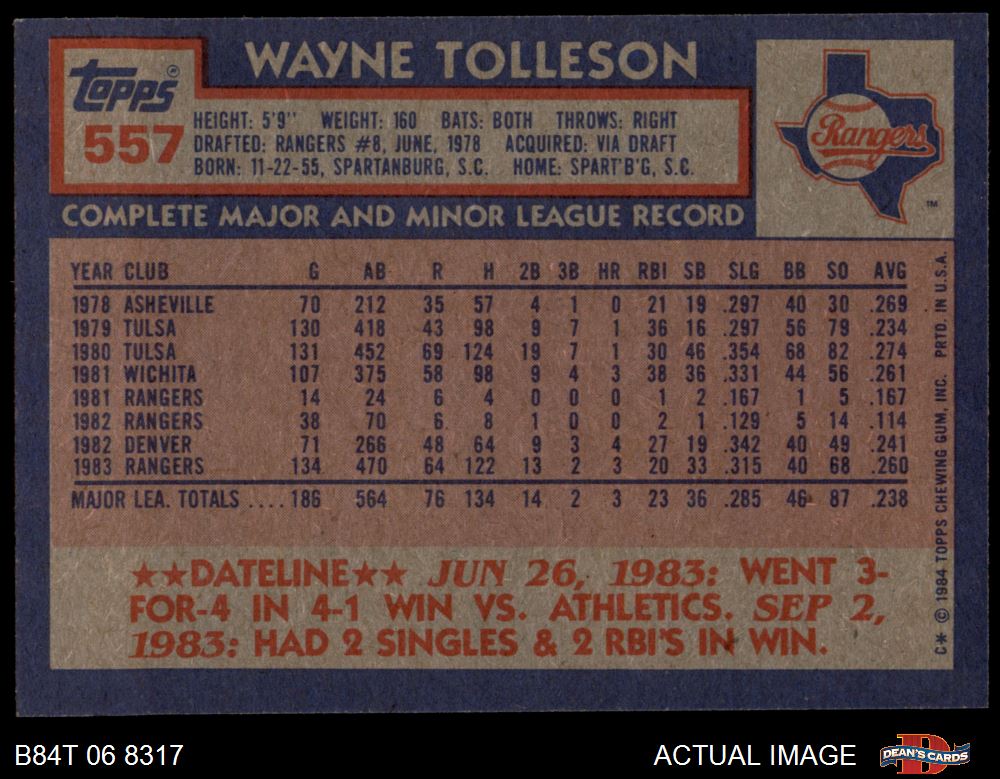 WAYNE TOLLESON
Topps®
557
HEIGHT: 5'9" WEIGHT: 160 BATS: BOTH THROWS: RIGHT
DRAFTED: RANGERS #8, JUNE, 1978 ACQUIRED: VIA DRAFT
BORN: 11-22-55, SPARTANBURG, S.C. HOME: SPART'B'G, S.C.
Rangers
TM
COMPLETE MAJOR AND MINOR LEAGUE RECORD
YEAR CLUB G AB R H 2B 3B HR RBI SB SLG BB SO AVG
1978 ASHEVILLE 70 212 35 57 4 1 0 21 19 .297 40 30 .269
1979 TULSA 130 418 43 98 9 7 1 36 16 .297 56 79 .234
1980 TULSA 131 452 69 124 19 7 1 30 46 .354 68 82 .274
1981 WICHITA 107 375 58 98 9 4 3 38 36 .331 44 56 .261
1981 RANGERS 14 24 6 4 0 0 0 1 2 .167 1 5 .167
1982 RANGERS 38 70 6 8 1 0 0 2 1 .129 5 14 .114
1982 DENVER 71 266 48 64 9 3 4 27 19 .342 40 49 .241
1983 RANGERS 134 470 64 122 13 2 3 20 33 .315 40 68 .260
MAJOR LEA. TOTALS .... 186 564 76 134 14 2 3 23 36 .285 46 87 .238
★★DATELINE★★ JUN 26, 1983: WENT 3-
FOR-4 IN 4-1 WIN VS. ATHLETICS. SEP 2,
1983: HAD 2 SINGLES & 2 RBI'S IN WIN.
C* © 1984 TOPPS CHEWING GUM, INC. PRTD. IN U.S.A.
B84T 06 8317
ACTUAL IMAGE
D
DEAN'S CARDS